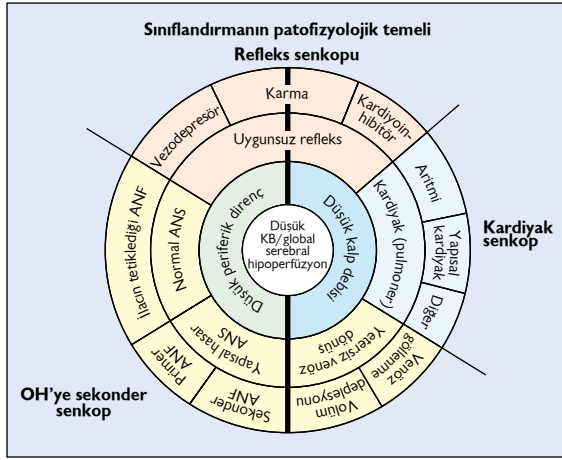 Sınıflandırmanın patofizyolojik temeli
Refleks senkopu
Vezodepresör
Karma
Kardiyoin-
hibitör
Uygunsuz refleks
Aritmi
Yapısal
kardiyak
Diğer
Kardiyak (pulmoner)
Kardiyak
senkop
İlacın tetiklediği ANF
Normal ANS
Düşük periferik direnç
Düşük
KB/global
serebral
hipoperfüzyon
Düşük kalp debisi
Yapısal hasar
ANS
Yetersiz venöz
dönüş
Primer
ANF
Sekonder
ANF
Volüm
deplesyonu
Venöz
göllenme
OH'ye sekonder
senkop